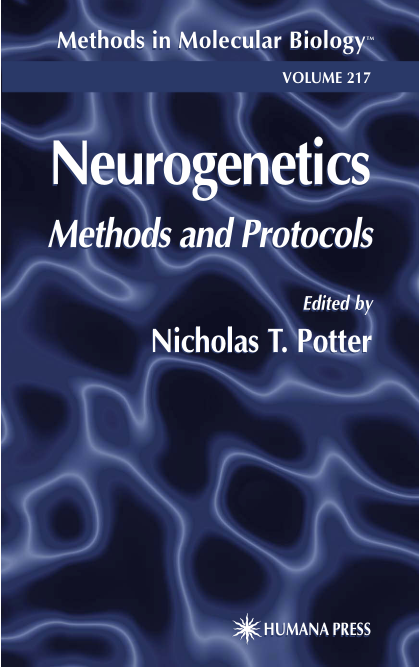 Methods in Molecular Biology™
VOLUME 217
Neurogenetics
Methods and Protocols
Edited by
Nicholas T. Potter
HUMANA PRESS